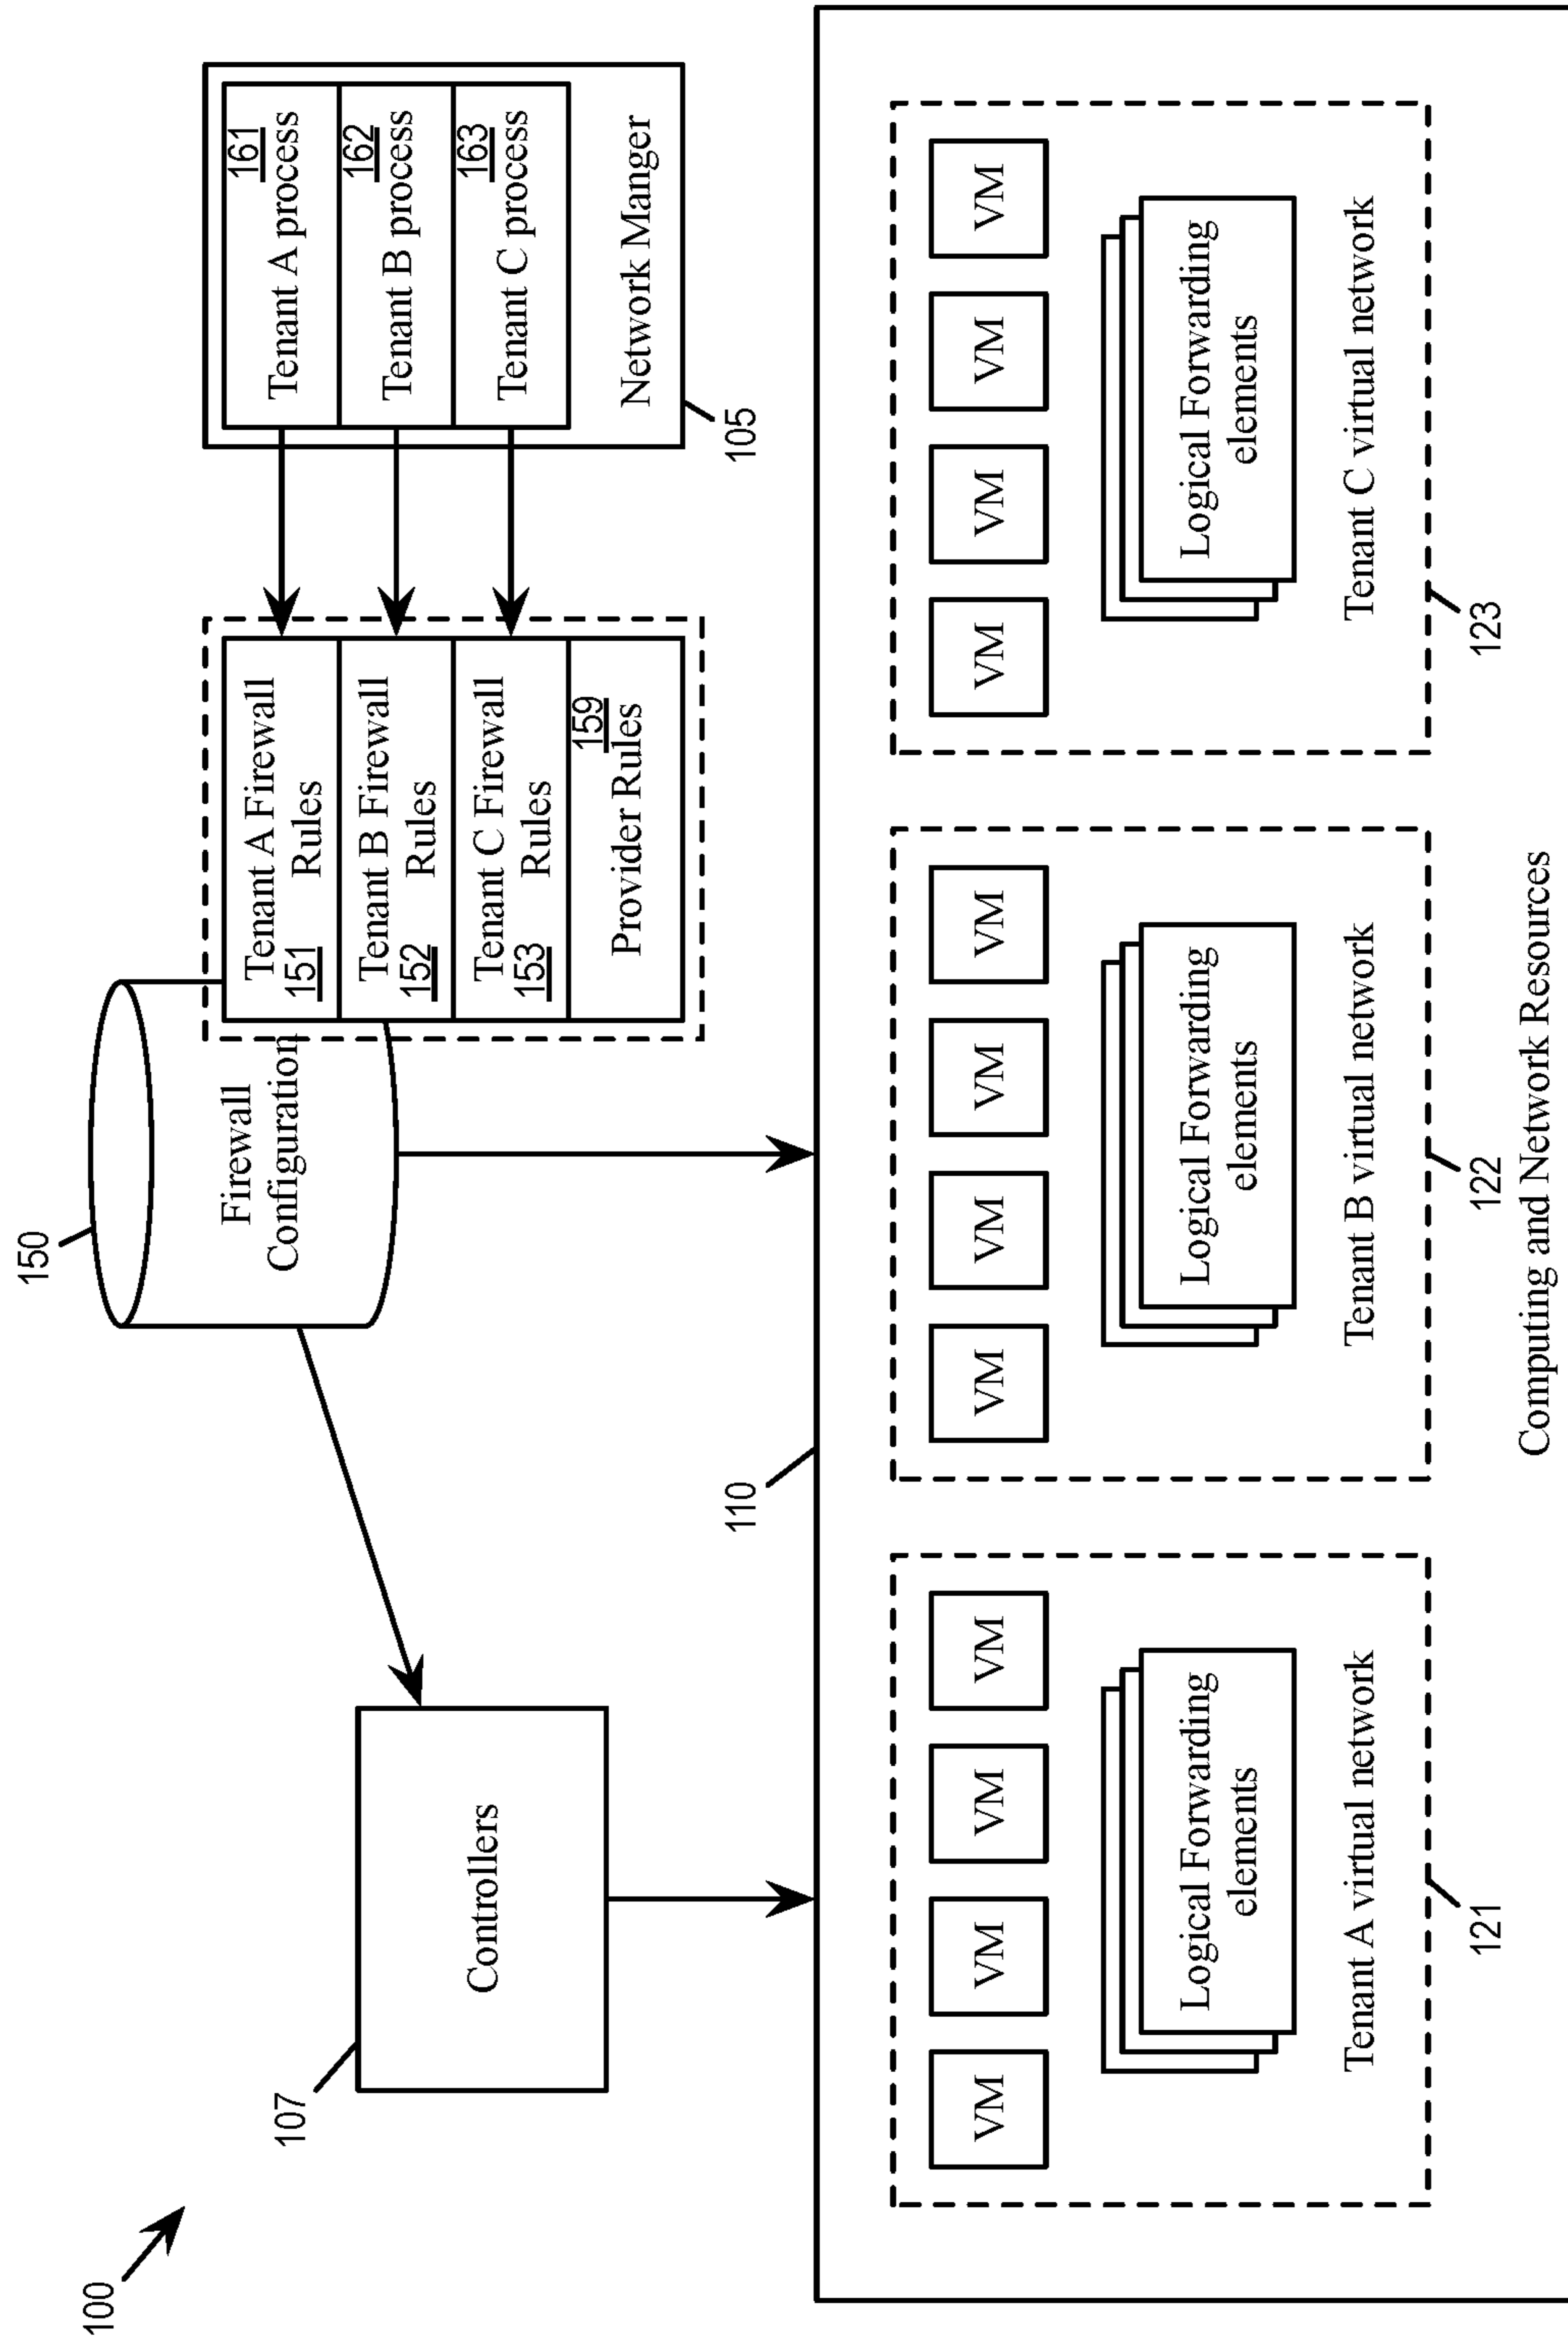 100
150
Firewall
Configuration
107
Controllers
Tenant A Firewall
151
Rules
Tenant B Firewall
152
Rules
Tenant C Firewall
153
Rules
159
Provider Rules
161
Tenant A process
162
Tenant B process
163
Tenant C process
Network Manger
105
110
VM
VM
VM
VM
Logical Forwarding
elements
Tenant A virtual network
121
VM
VM
VM
VM
Logical Forwarding
elements
Tenant B virtual network
122
VM
VM
VM
VM
Logical Forwarding
elements
Tenant C virtual network
123
Computing and Network Resources